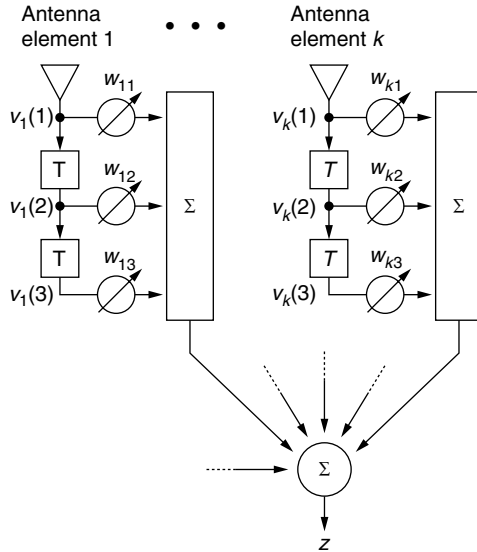 Antenna
element 1
Antenna
element k
w11
wk1
v1(1)
vk(1)
T
T
Σ
Σ
w12
wk2
v1(2)
vk(2)
T
T
w13
wk3
v1(3)
vk(3)
Σ
z